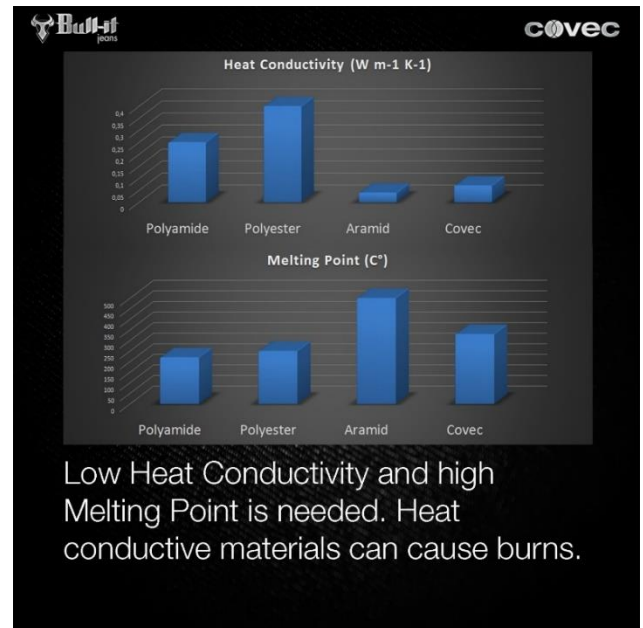 Bull-it
jeans
covec
Heat Conductivity (W m-1 K-1)
0,4
0,35
0,3
0,25
0,2
0,15
0,1
0,05
0
Polyamide Polyester Aramid Covec
Melting Point (C°)
500
450
400
350
300
250
200
150
100
50
0
Polyamide Polyester Aramid Covec
Low Heat Conductivity and high
Melting Point is needed. Heat
conductive materials can cause burns.